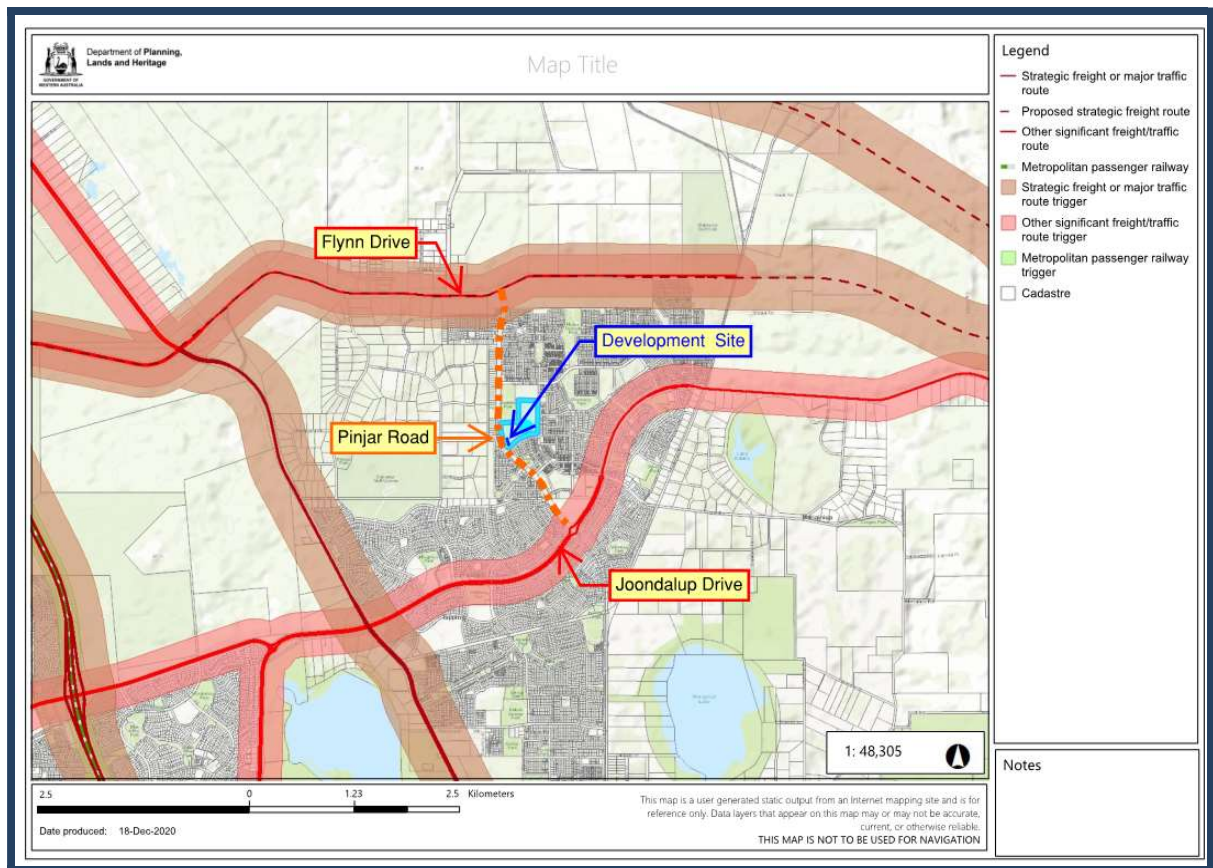 GOVERNMENT OF
WESTERN AUSTRALIA
Department of Planning,
Lands and Heritage
Map Title
Flynn Drive
Development Site
Pinjar Road
Joondalup Drive
1: 48,305
2.5
0
1.23
2.5
Kilometers
Date produced: 18-Dec-2020
This map is a user generated static output from an Internet mapping site and is for
reference only. Data layers that appear on this map may or may not be accurate,
current, or otherwise reliable.
THIS MAP IS NOT TO BE USED FOR NAVIGATION
Legend
Strategic freight or major traffic
route
Proposed strategic freight route
Other significant freight/traffic
route
Metropolitan passenger railway
Strategic freight or major traffic
route trigger
Other significant freight/traffic
route trigger
Metropolitan passenger railway
trigger
Cadastre
Notes